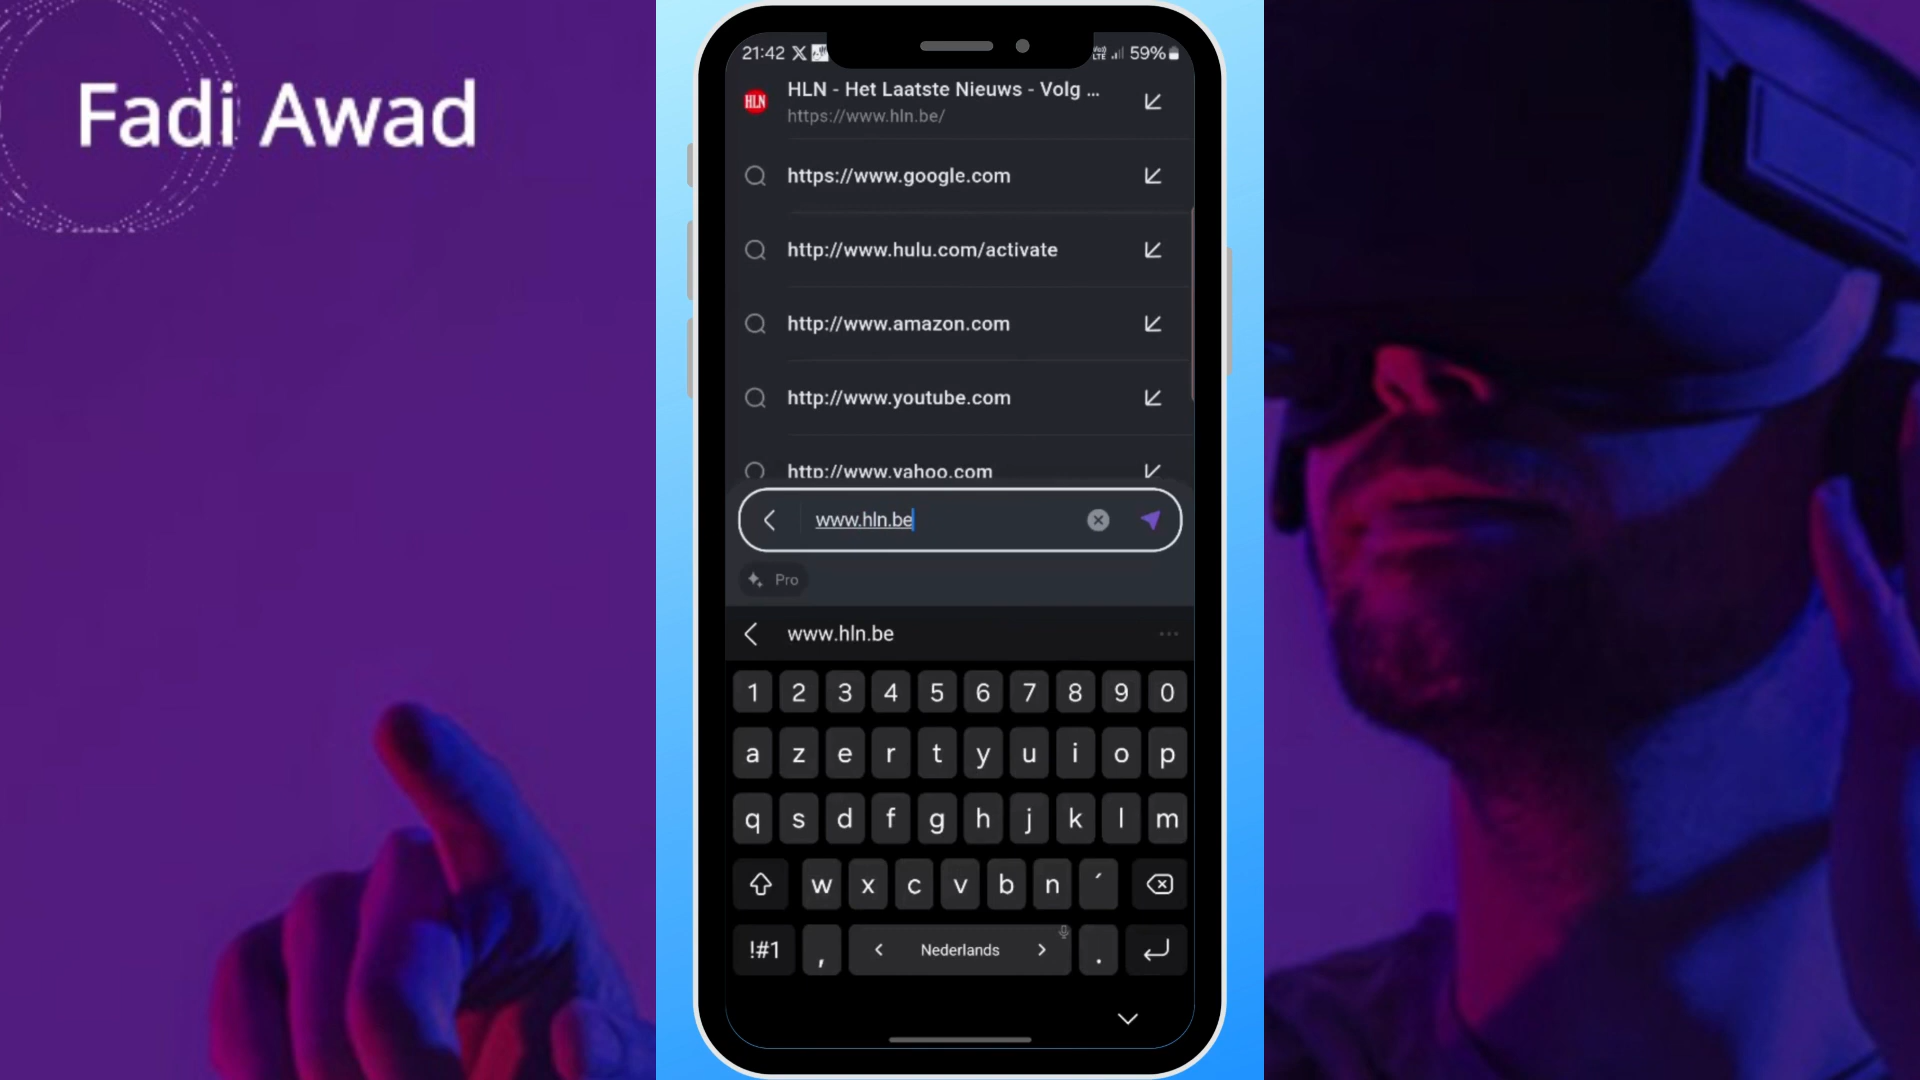 Fadi Awad
21:42 X 59%
HLN
HLN - Het Laatste Nieuws - Volg ...
https://www.hln.be/
https://www.google.com
http://www.hulu.com/activate
http://www.amazon.com
http://www.youtube.com
http://www.yahoo.com
www.hln.be
Pro
www.hln.be
1 2 3 4 5 6 7 8 9 0
a z e r t y u i o p
q s d f g h j k l m
w x c v b n ´
!#1 , < Nederlands > .